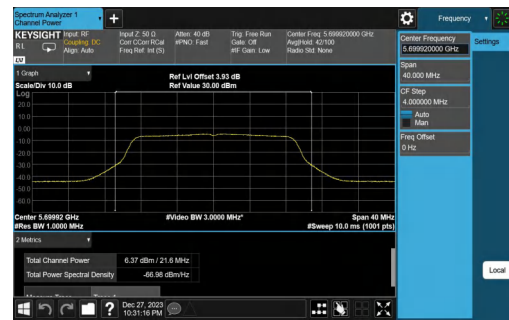 Spectrum Analyzer 1
Channel Power
+
Frequency
KEYSIGHT
R L
LXI
Input: RF
Coupling: DC
Align: Auto
Input Z: 50 Ω
Corr CCorr RCal
Freq Ref: Int (S)
Atten: 40 dB
#PNO: Fast
Trig: Free Run
Gate: Off
#IF Gain: Low
Center Freq: 5.699920000 GHz
Avg|Hold: 42/100
Radio Std: None
Center Frequency
5.699920000 GHz
Settings
Span
40.000 MHz
CF Step
4.000000 MHz
Auto
Man
Freq Offset
0 Hz
Local
1 Graph
Scale/Div 10.0 dB
Ref Lvl Offset 3.93 dB
Ref Value 30.00 dBm
Log
20.0
10.0
0.00
-10.0
-20.0
-30.0
-40.0
-50.0
-60.0
Center 5.69992 GHz
#Res BW 1.0000 MHz
#Video BW 3.0000 MHz*
Span 40 MHz
#Sweep 10.0 ms (1001 pts)
2 Metrics
Total Channel Power 6.37 dBm / 21.6 MHz
Total Power Spectral Density -66.98 dBm/Hz
?
Dec 27, 2023
10:31:16 PM